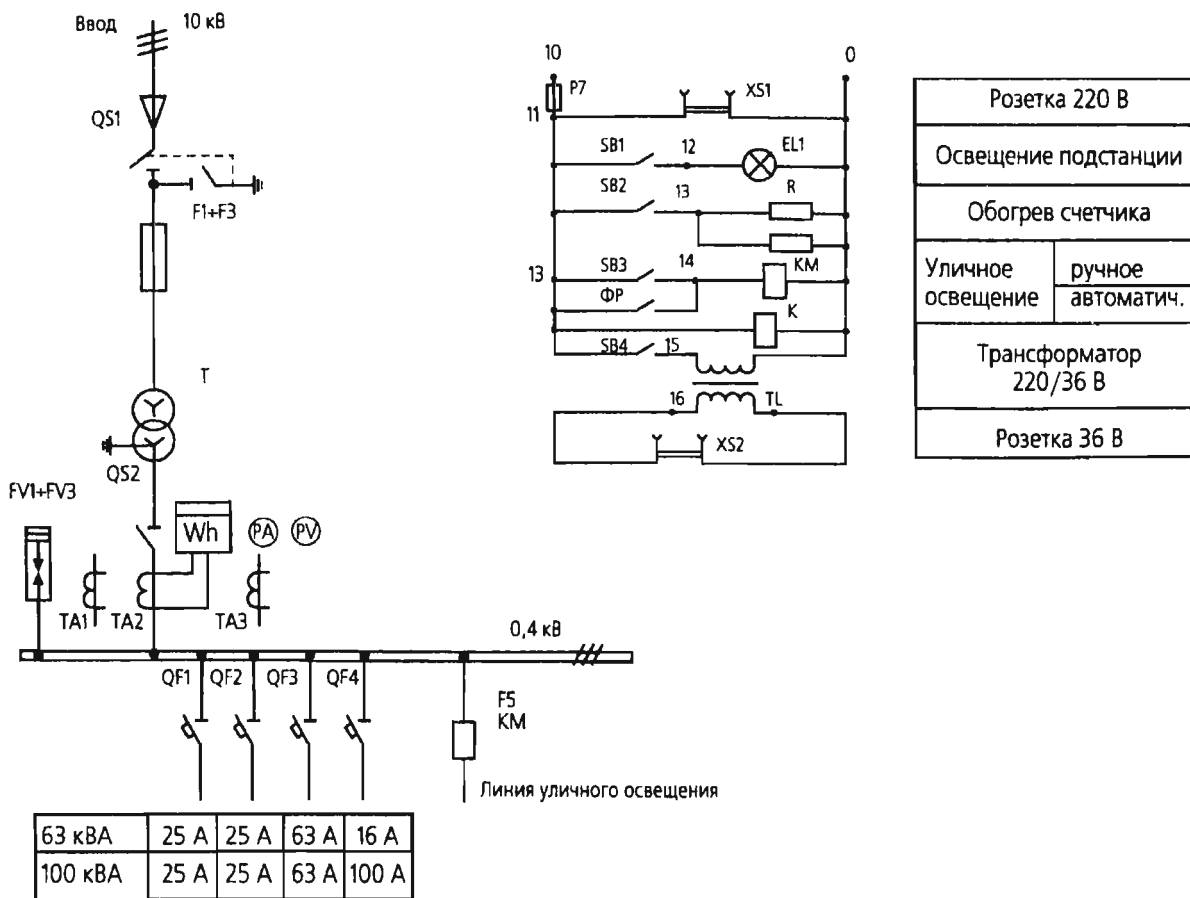 Ввод 10 кВ
QS1
F1+F3
T
QS2
FV1+FV3
Wh
PA
PV
TA1
TA2
TA3
0,4 кВ
QF1
QF2
QF3
QF4
F5
KM
Линия уличного освещения
63 кВА 25 А 25 А 63 А 16 А
100 кВА 25 А 25 А 63 А 100 А
10
0
P7
XS1
11
SB1
12
EL1
SB2
13
R
13
SB3
14
KM
ФР
K
SB4
15
16
TL
XS2
Розетка 220 В
Освещение подстанции
Обогрев счетчика
Уличное
освещение
ручное
автоматич.
Трансформатор
220/36 В
Розетка 36 В